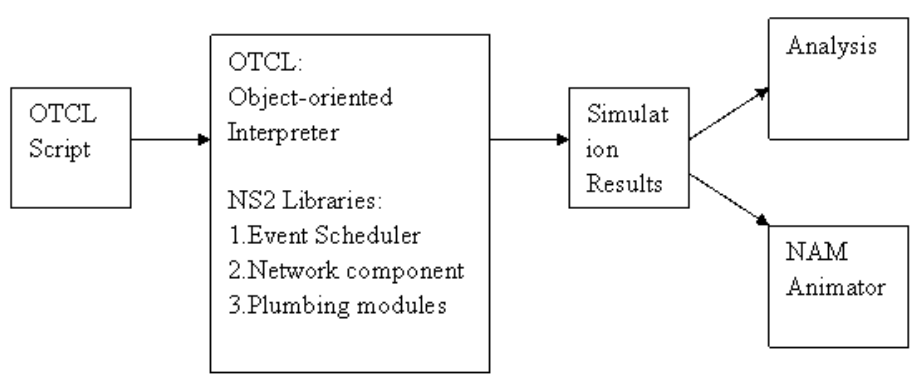 OTCL
Script
OTCL:
Object-oriented
Interpreter
NS2 Libraries:
1.Event Scheduler
2.Network component
3.Plumbing modules
Simulat
ion
Results
Analysis
NAM
Animator